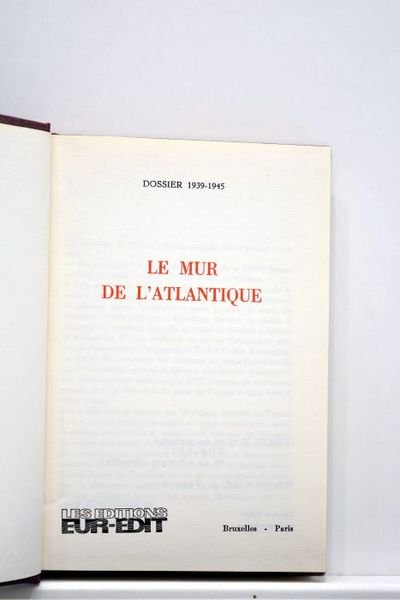 DOSSIER 1939-1945
LE MUR
DE L'ATLANTIQUE
LES EDITIONS
EUR-EDIT
Bruxelles - Paris